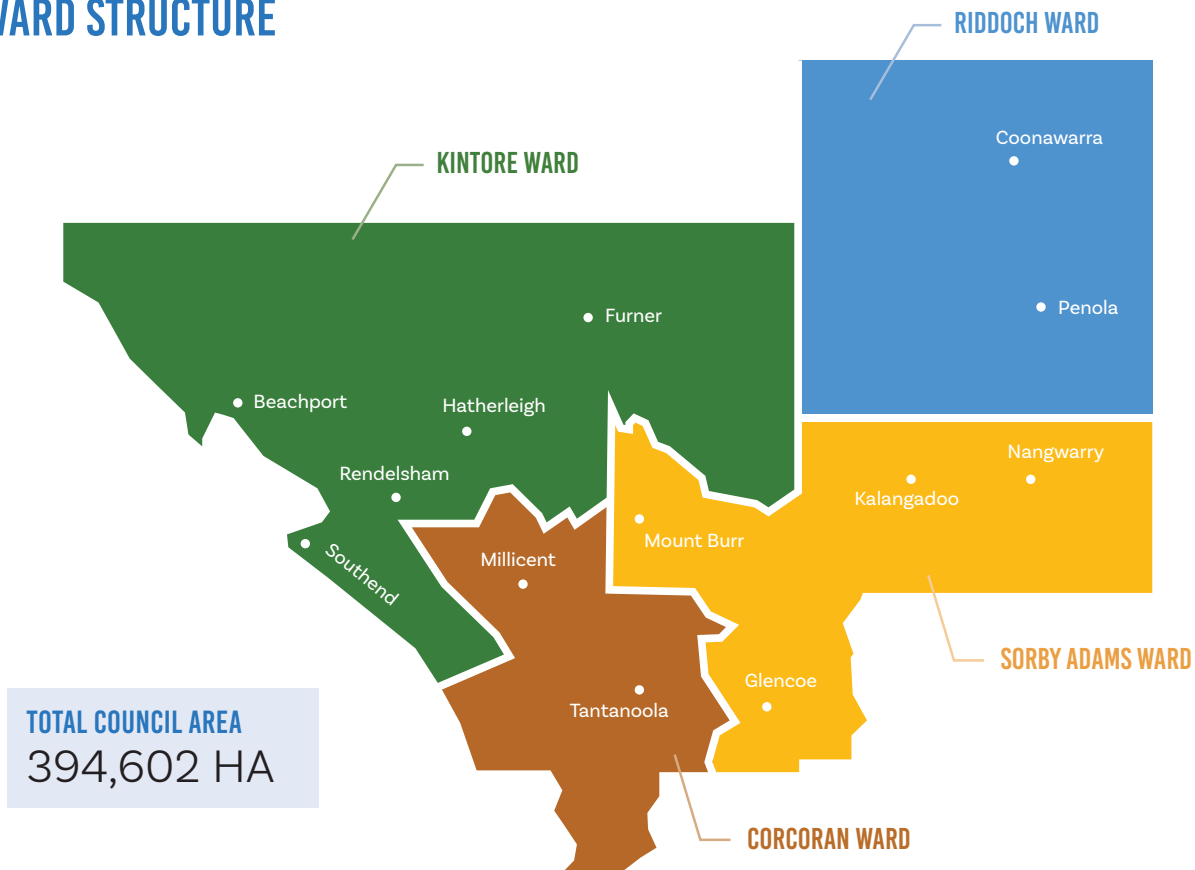 WARD STRUCTURE
RIDDOCH WARD
Coonawarra
KINTORE WARD
Penola
Furner
Beachport
Hatherleigh
Nangwarry
Rendelsham
Kalangadoo
Mount Burr
Millicent
Southend
SORBY ADAMS WARD
Glencoe
Tantanoola
TOTAL COUNCIL AREA
394,602 HA
CORCORAN WARD